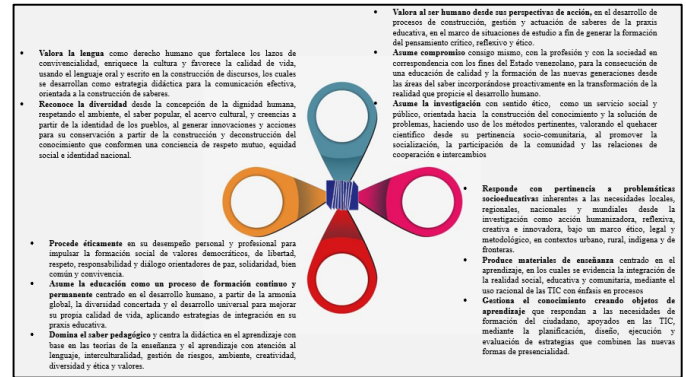 Valora la lengua como derecho humano que fortalece los lazos de
convivencialidad, enriquece la cultura y favorece la calidad de vida,
usando el lenguaje oral y escrito en la construcción de discursos, los cuales
se desarrollan como estrategia didáctica para la comunicación efectiva,
orientada a la construcción de saberes.
Reconoce la diversidad desde la concepción de la dignidad humana,
respetando el ambiente, el saber popular, el acervo cultural, y creencias a
partir de la identidad de los pueblos, al generar innovaciones y acciones
para su conservación a partir de la construcción y deconstrucción del
conocimiento que conformen una conciencia de respeto mutuo, equidad
social e identidad nacional.
Valora al ser humano desde sus perspectivas de acción, en el desarrollo de
procesos de construcción, gestión y actuación de saberes de la praxis
educativa, en el marco de situaciones de estudio a fin de generar la formación
del pensamiento crítico, reflexivo y ético.
Asume compromiso consigo mismo, con la profesión y con la sociedad en
correspondencia con los fines del Estado venezolano, para la consecución de
una educación de calidad y la formación de las nuevas generaciones desde
las áreas del saber incorporándose proactivamente en la transformación de la
realidad que propicie el desarrollo humano.
Asume la investigación con sentido ético, como un servicio social y
público, orientada hacia la construcción del conocimiento y la solución de
problemas, haciendo uso de los métodos pertinentes, valorando el quehacer
científico desde su pertinencia socio-comunitaria, al promover la
socialización, la participación de la comunidad y las relaciones de
cooperación e intercambios
Procede éticamente en su desempeño personal y profesional para
impulsar la formación social de valores democráticos, de libertad,
respeto, responsabilidad y diálogo orientadores de paz, solidaridad, bien
común y convivencia.
Asume la educación como un proceso de formación continuo y
permanente centrado en el desarrollo humano, a partir de la armonía
global, la diversidad concertada y el desarrollo universal para mejorar
su propia calidad de vida, aplicando estrategias de integración en su
praxis educativa.
Domina el saber pedagógico y centra la didáctica en el aprendizaje con
base en las teorías de la enseñanza y el aprendizaje con atención al
lenguaje, interculturalidad, gestión de riesgos, ambiente, creatividad,
diversidad y ética y valores.
Responde con pertinencia a problemáticas
socioeducativas inherentes a las necesidades locales,
regionales, nacionales y mundiales desde la
investigación como acción humanizadora, reflexiva,
creativa e innovadora, bajo un marco ético, legal y
metodológico, en contextos urbano, rural, indígena y de
fronteras.
Produce materiales de enseñanza centrado en el
aprendizaje, en los cuales se evidencia la integración de
la realidad social, educativa y comunitaria, mediante el
uso racional de las TIC con énfasis en procesos
Gestiona el conocimiento creando objetos de
aprendizaje que respondan a las necesidades de
formación del ciudadano, apoyados en las TIC,
mediante la planificación, diseño, ejecución y
evaluación de estrategias que combinen las nuevas
formas de presencialidad.